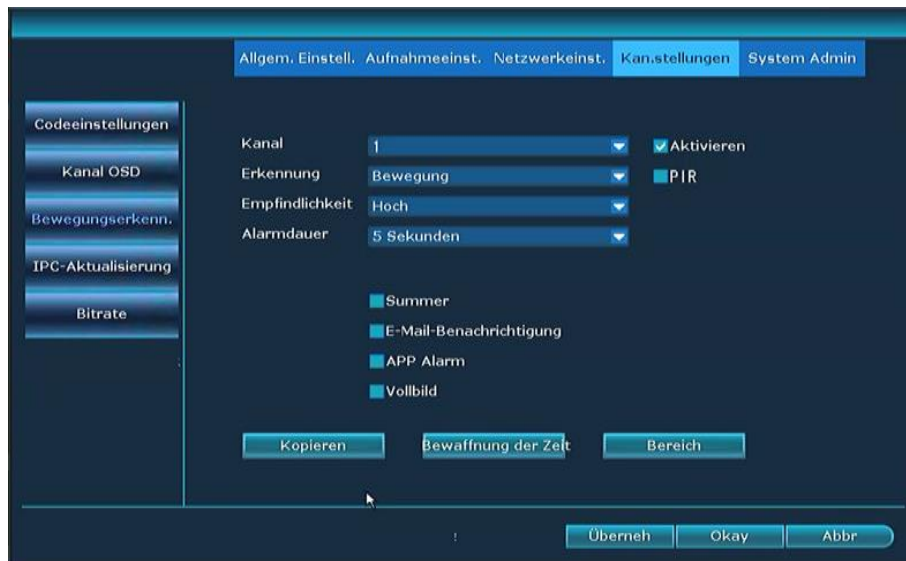 Allgem. Einstell. Aufnahmeeinst. Netzwerkeinst. Kan.stellungen System Admin
Codeeinstellungen
Kanal OSD
Bewegungserkenn.
IPC-Aktualisierung
Bitrate
Kanal 1 Aktivieren
Erkennung Bewegung PIR
Empfindlichkeit Hoch
Alarmdauer 5 Sekunden
Summer
E-Mail-Benachrichtigung
APP Alarm
Vollbild
Kopieren Bewaffnung der Zeit Bereich
Überneh Okay Abbr